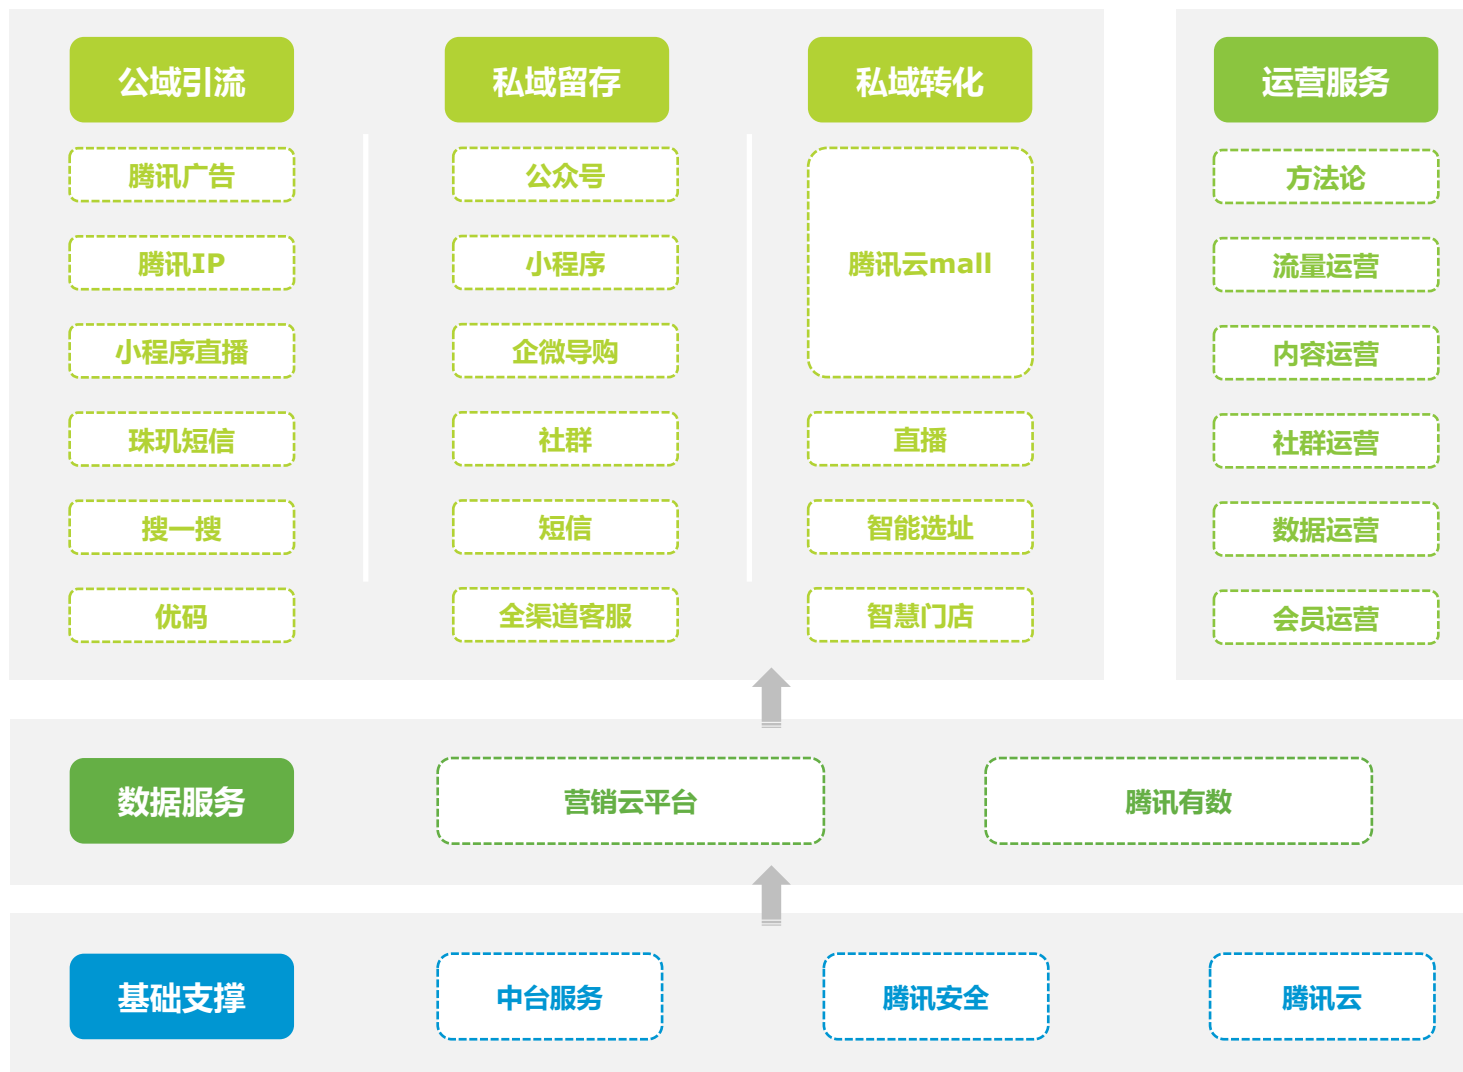 公域引流
腾讯广告
腾讯IP
小程序直播
珠玑短信
搜一搜
优码
私域留存
公众号
小程序
企微导购
社群
短信
全渠道客服
私域转化
腾讯云mall
直播
智能选址
智慧门店
运营服务
方法论
流量运营
内容运营
社群运营
数据运营
会员运营
数据服务
营销云平台
腾讯有数
基础支撑
中台服务
腾讯安全
腾讯云